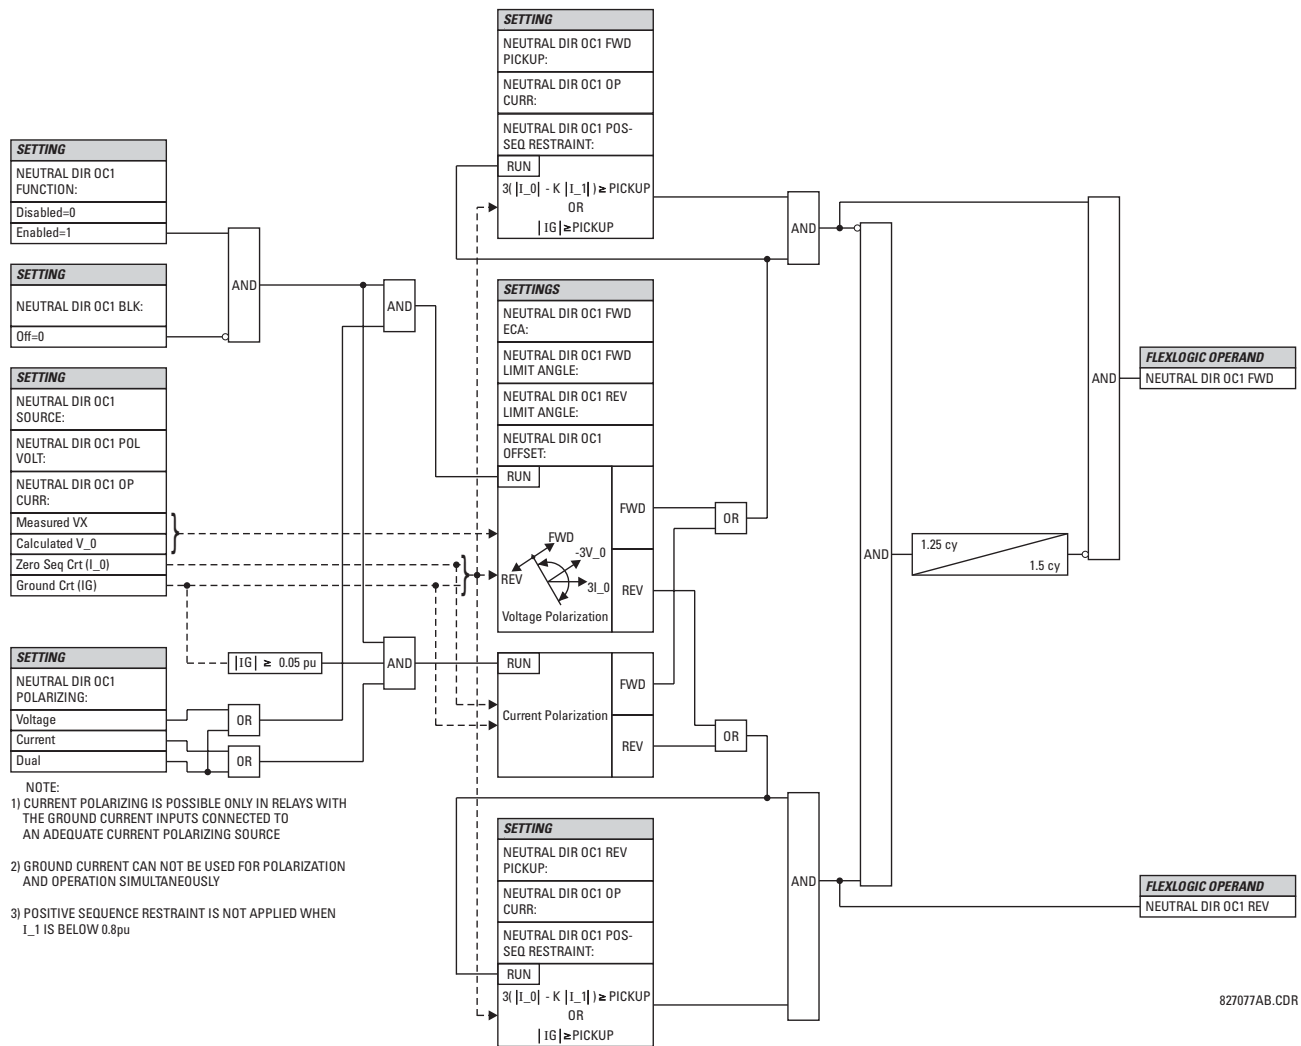 SETTING
NEUTRAL DIR OC1 FWD
PICKUP:
NEUTRAL DIR OC1 OP
CURR:
NEUTRAL DIR OC1 POS-
SEQ RESTRAINT:
RUN
3( |I_0| - K |I_1| ) ≥ PICKUP
OR
| IG | ≥ PICKUP
SETTING
NEUTRAL DIR OC1
FUNCTION:
Disabled=0
Enabled=1
SETTING
NEUTRAL DIR OC1 BLK:
Off=0
AND
AND
SETTING
NEUTRAL DIR OC1
SOURCE:
NEUTRAL DIR OC1 POL
VOLT:
NEUTRAL DIR OC1 OP
CURR:
Measured VX
Calculated V_0
Zero Seq Crt (I_0)
Ground Crt (IG)
SETTING
NEUTRAL DIR OC1
POLARIZING:
Voltage
Current
Dual
OR
OR
|IG| ≥ 0.05 pu
AND
SETTINGS
NEUTRAL DIR OC1 FWD
ECA:
NEUTRAL DIR OC1 FWD
LIMIT ANGLE:
NEUTRAL DIR OC1 REV
LIMIT ANGLE:
NEUTRAL DIR OC1
OFFSET:
RUN
FWD
REV
FWD
-3V_0
REV
3I_0
Voltage Polarization
RUN
Current Polarization
FWD
REV
OR
OR
SETTING
NEUTRAL DIR OC1 REV
PICKUP:
NEUTRAL DIR OC1 OP
CURR:
NEUTRAL DIR OC1 POS-
SEQ RESTRAINT:
RUN
3( |I_0| - K |I_1| ) ≥ PICKUP
OR
| IG | ≥ PICKUP
AND
AND
AND
1.25 cy
1.5 cy
AND
FLEXLOGIC OPERAND
NEUTRAL DIR OC1 FWD
FLEXLOGIC OPERAND
NEUTRAL DIR OC1 REV
NOTE:
1) CURRENT POLARIZING IS POSSIBLE ONLY IN RELAYS WITH
THE GROUND CURRENT INPUTS CONNECTED TO
AN ADEQUATE CURRENT POLARIZING SOURCE
2) GROUND CURRENT CAN NOT BE USED FOR POLARIZATION
AND OPERATION SIMULTANEOUSLY
3) POSITIVE SEQUENCE RESTRAINT IS NOT APPLIED WHEN
I_1 IS BELOW 0.8pu
827077AB.CDR